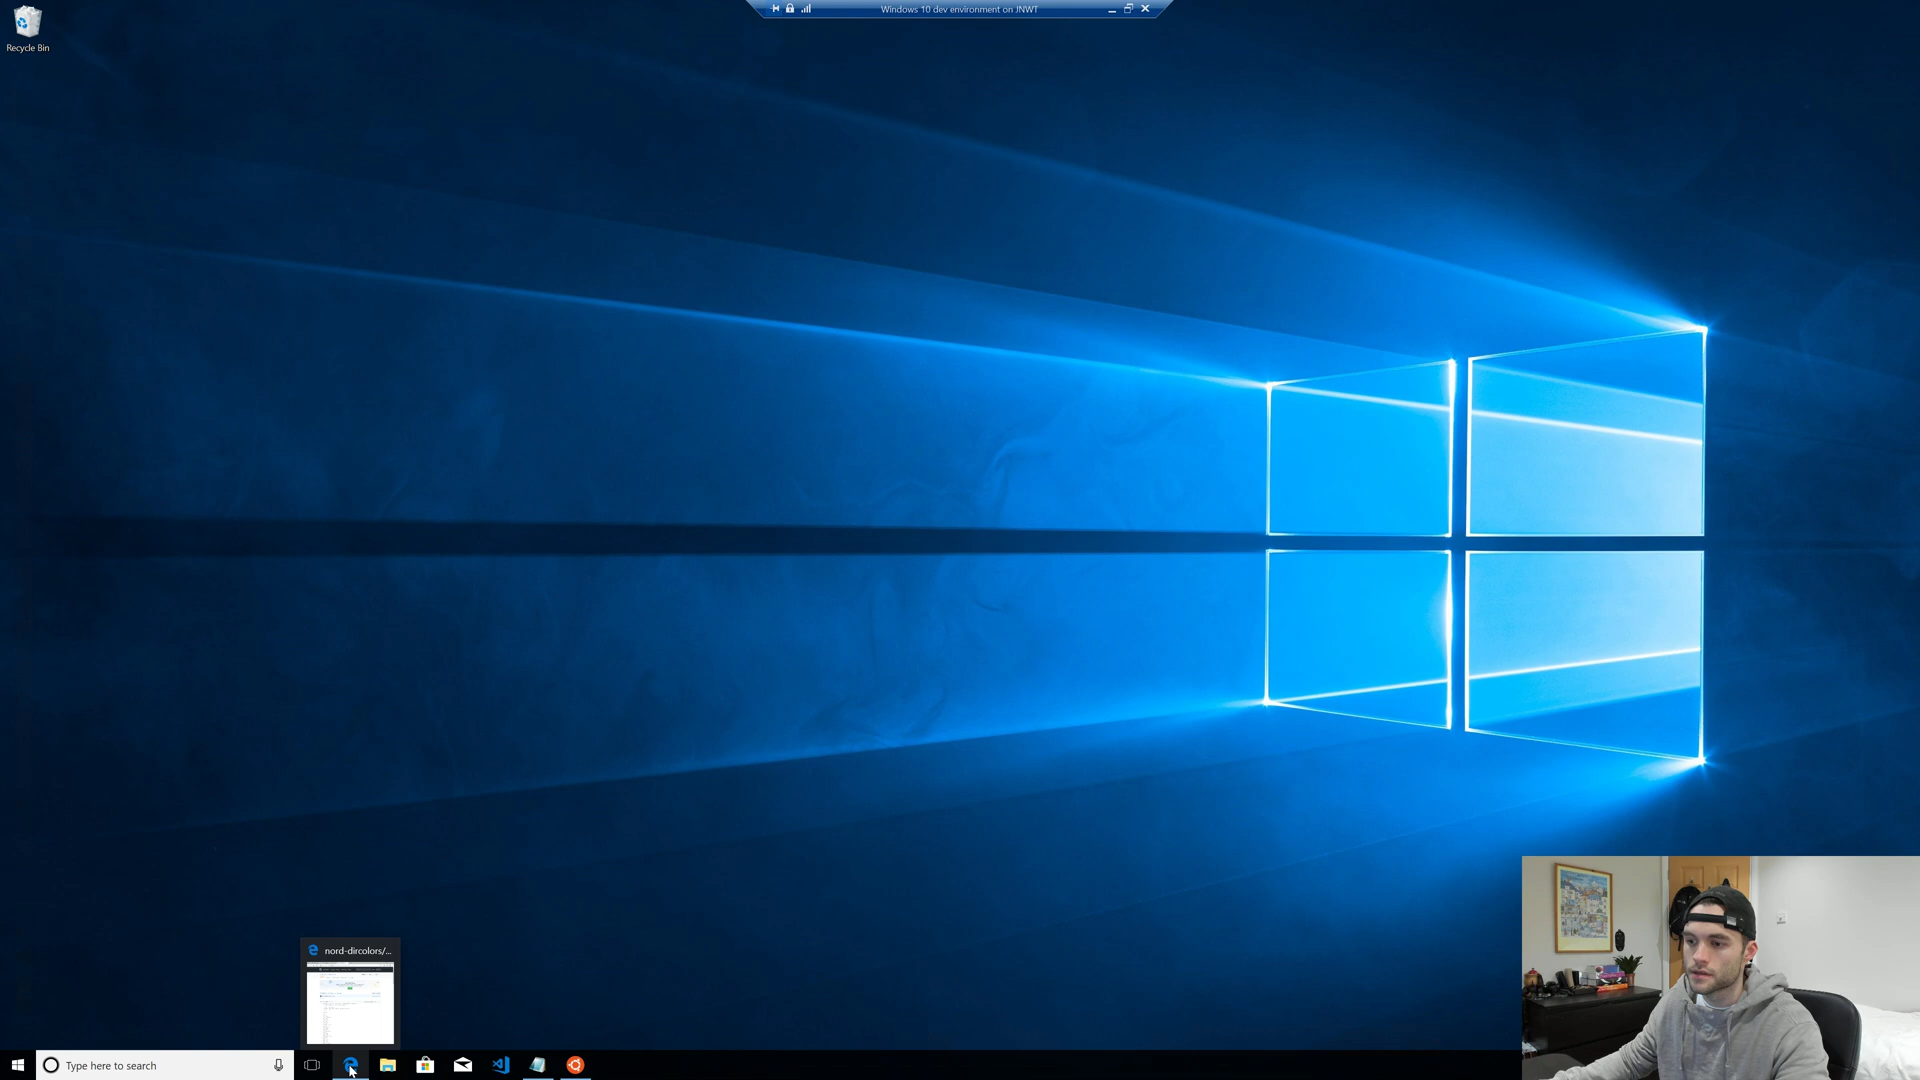 Windows 10 dev environment on JNWT
Recycle Bin
nord-dircolors/...
Type here to search